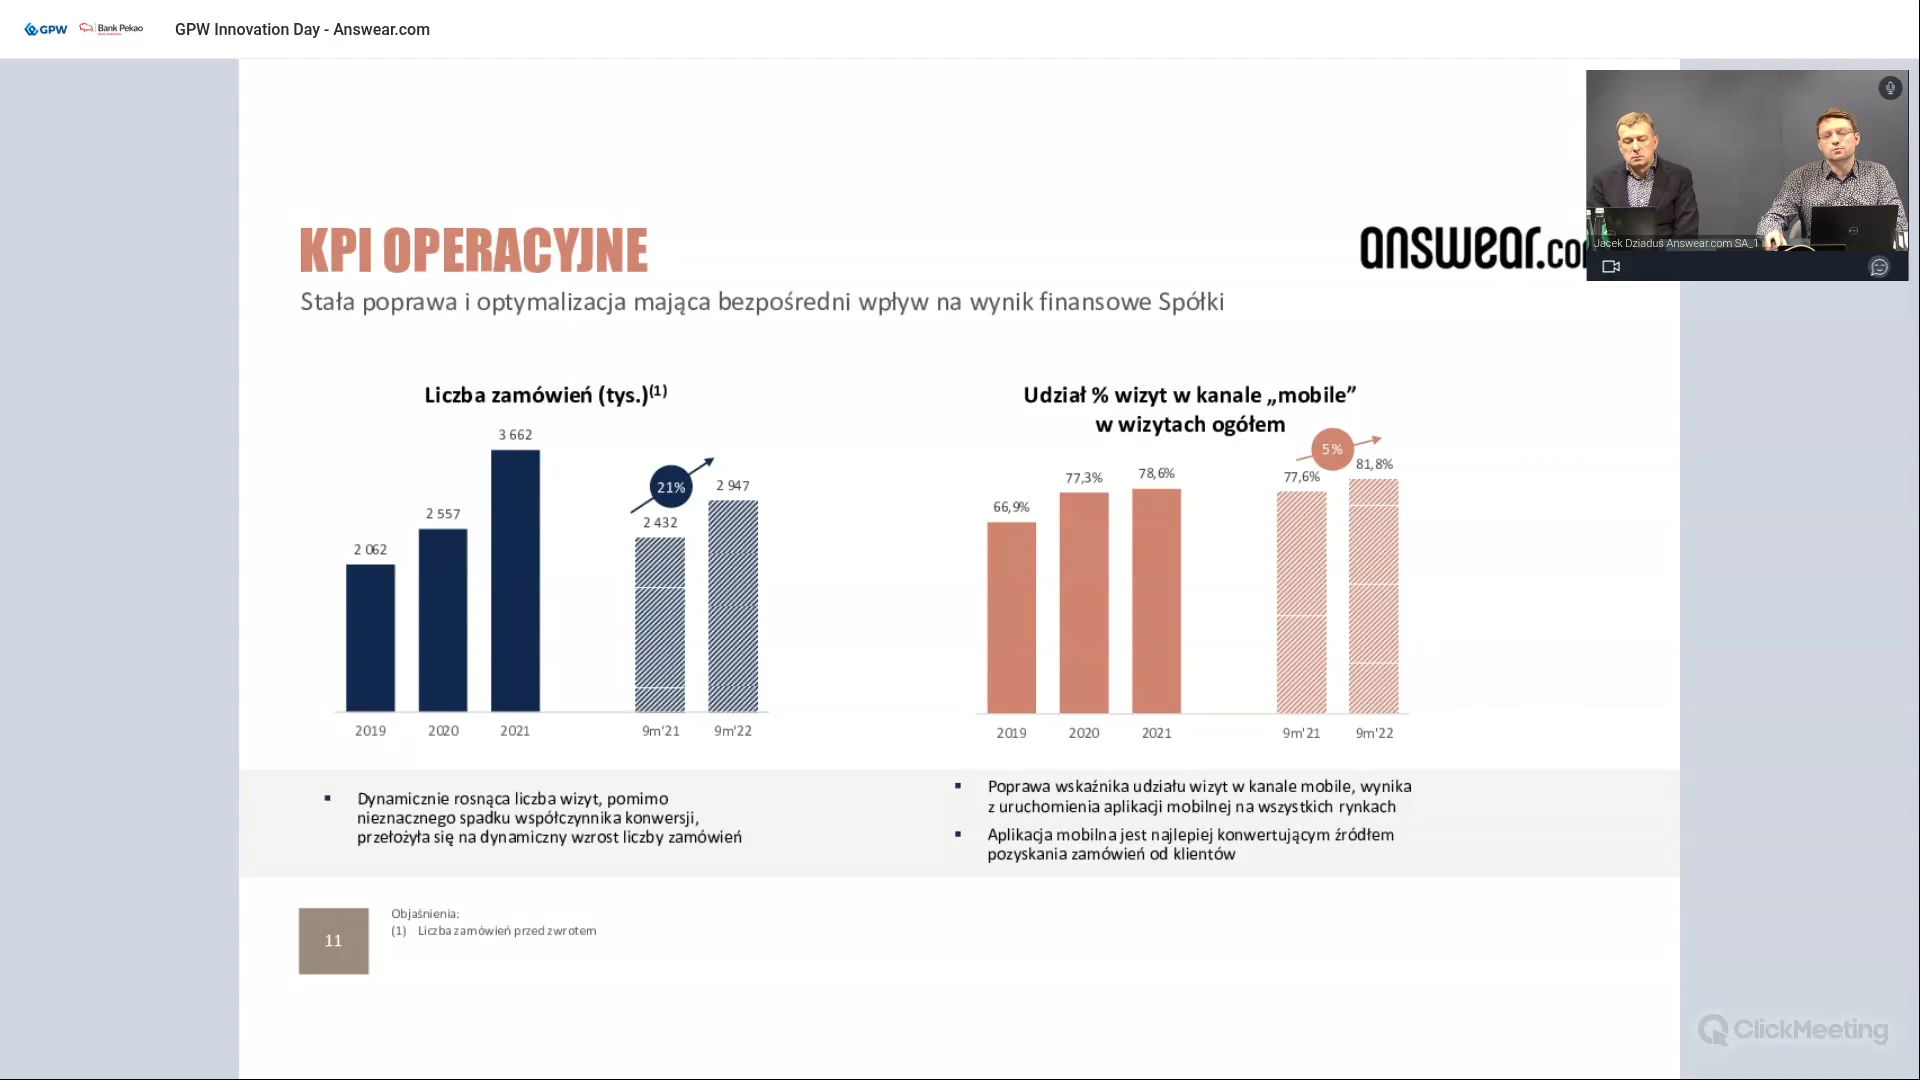 GPW
Bank Pekao
GPW Innovation Day - Answear.com
Jacek Dziaduś Answear.com SA_1
KPI OPERACYJNE
answear.co
Stała poprawa i optymalizacja mająca bezpośredni wpływ na wynik finansowe Spółki
Liczba zamówień (tys.)(1)
3 662
2 557
2 062
21%
2 947
2 432
2019
2020
2021
9m'21
9m'22
Udział % wizyt w kanale „mobile”
w wizytach ogółem
5%
66,9%
77,3%
78,6%
77,6%
81,8%
2019
2020
2021
9m'21
9m'22
▪ Dynamicznie rosnąca liczba wizyt, pomimo
nieznacznego spadku współczynnika konwersji,
przełożyła się na dynamiczny wzrost liczby zamówień
▪ Poprawa wskaźnika udziału wizyt w kanale mobile, wynika
z uruchomienia aplikacji mobilnej na wszystkich rynkach
▪ Aplikacja mobilna jest najlepiej konwertującym źródłem
pozyskania zamówień od klientów
11
Objaśnienia:
(1) Liczba zamówień przed zwrotem
ClickMeeting